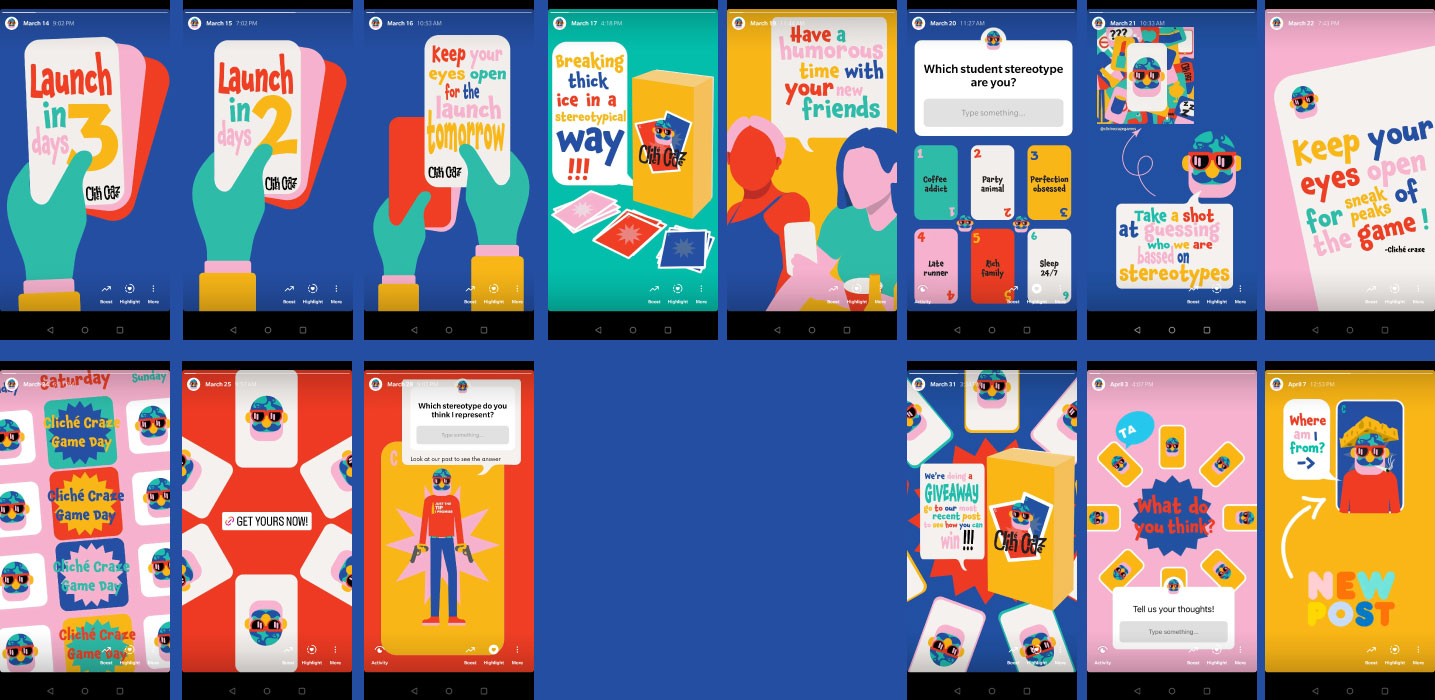 March 14 9:02 PM
Launch
in 3
days
Cliché Craze
Boost Highlight More
March 15 7:02 PM
Launch
in 2
days
Cliché Craze
Boost Highlight More
March 16 10:53 AM
Keep your
eyes open
for the
launch
tomorrow
Cliché Craze
Boost Highlight More
March 17 4:18 PM
Breaking
thick
ice in a
stereotypical
way
!!!
Cliché Craze
Boost Highlight More
March 19
Have a
humorous
time with
your new
friends
Boost Highlight More
March 20 11:27 AM
Which student stereotype
are you?
Type something...
1
Coffee
addict
1
2
Party
animal
2
3
Perfection
obsessed
3
4
Late
runner
4
5
Rich
family
5
6
Sleep
24/7
6
Activity Boost Highlight More
March 21 10:33 AM
???
@clichecrazegames
Take a shot
at guessing
who we are
bassed on
stereotypes
Boost Highlight More
March 22 7:43 PM
Keep your
eyes open
for sneak peaks of
the game!
-Cliché craze
Boost Highlight More
Saturday
Sunday
Cliché Craze
Game Day
Cliché Craze
Game Day
Cliché Craze
Game Day
Cliché Craze
Game Day
Boost Highlight More
March 25
GET YOURS NOW!
Boost Highlight More
March 28
Which stereotype do you
think I represent?
Type something...
Look at our post to see the answer
C
JUST THE
TIP
I PROMISE
Activity Boost Highlight More
March 31
We're doing a
GIVEAWAY
go to our most
recent post
to see how you can
win !!!
Cliché Craze
Boost Highlight More
April 3 4:07 PM
TA
What do
you think?
Tell us your thoughts!
Type something...
Activity Boost Highlight More
April 7 12:53 PM
Where
am I
from?
C
NEW
POST
Boost Highlight More